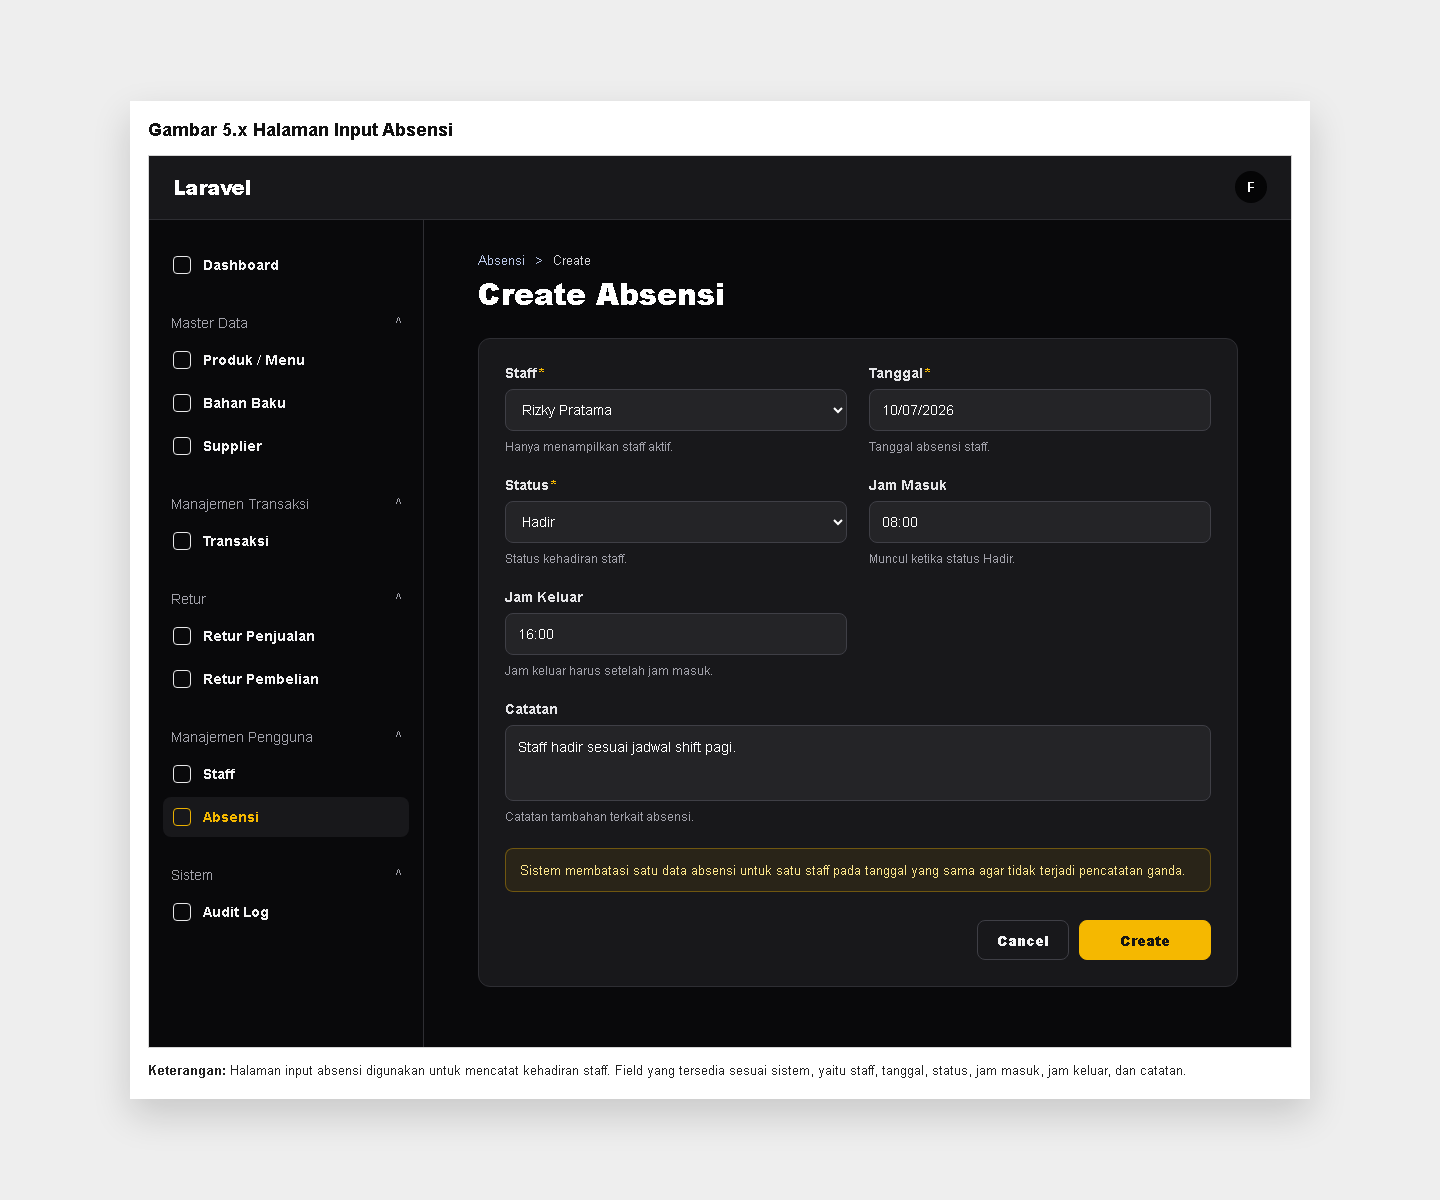 Gambar 5.x Halaman Input Absensi
Laravel
F
Dashboard
Master Data ^
Produk / Menu
Bahan Baku
Supplier
Manajemen Transaksi ^
Transaksi
Retur ^
Retur Penjualan
Retur Pembelian
Manajemen Pengguna ^
Staff
Absensi
Sistem ^
Audit Log
Absensi > Create
Create Absensi
Staff* Tanggal*
Rizky Pratama 10/07/2026
Hanya menampilkan staff aktif. Tanggal absensi staff.
Status* Jam Masuk
Hadir 08:00
Status kehadiran staff. Muncul ketika status Hadir.
Jam Keluar
16:00
Jam keluar harus setelah jam masuk.
Catatan
Staff hadir sesuai jadwal shift pagi.
Catatan tambahan terkait absensi.
Sistem membatasi satu data absensi untuk satu staff pada tanggal yang sama agar tidak terjadi pencatatan ganda.
Cancel Create
Keterangan: Halaman input absensi digunakan untuk mencatat kehadiran staff. Field yang tersedia sesuai sistem, yaitu staff, tanggal, status, jam masuk, jam keluar, dan catatan.